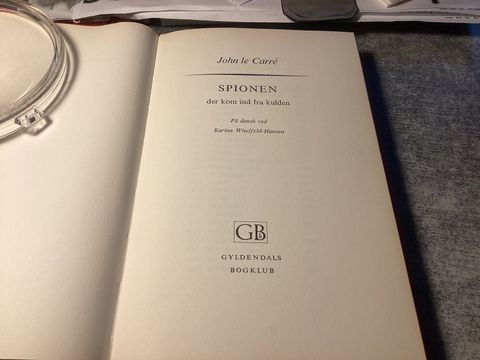 John le Carré
SPIONEN
der kom ind fra kulden
På dansk ved
Karina Windfeld-Hansen
GB
GYLDENDALS
BOGKLUB